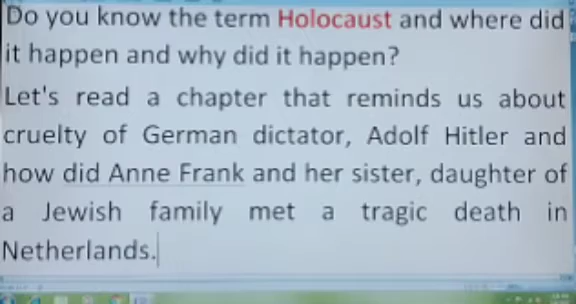 Do you know the term Holocaust and where did
it happen and why did it happen?
Let's read a chapter that reminds us about
cruelty of German dictator, Adolf Hitler and
how did Anne Frank and her sister, daughter of
a Jewish family met a tragic death in
Netherlands.